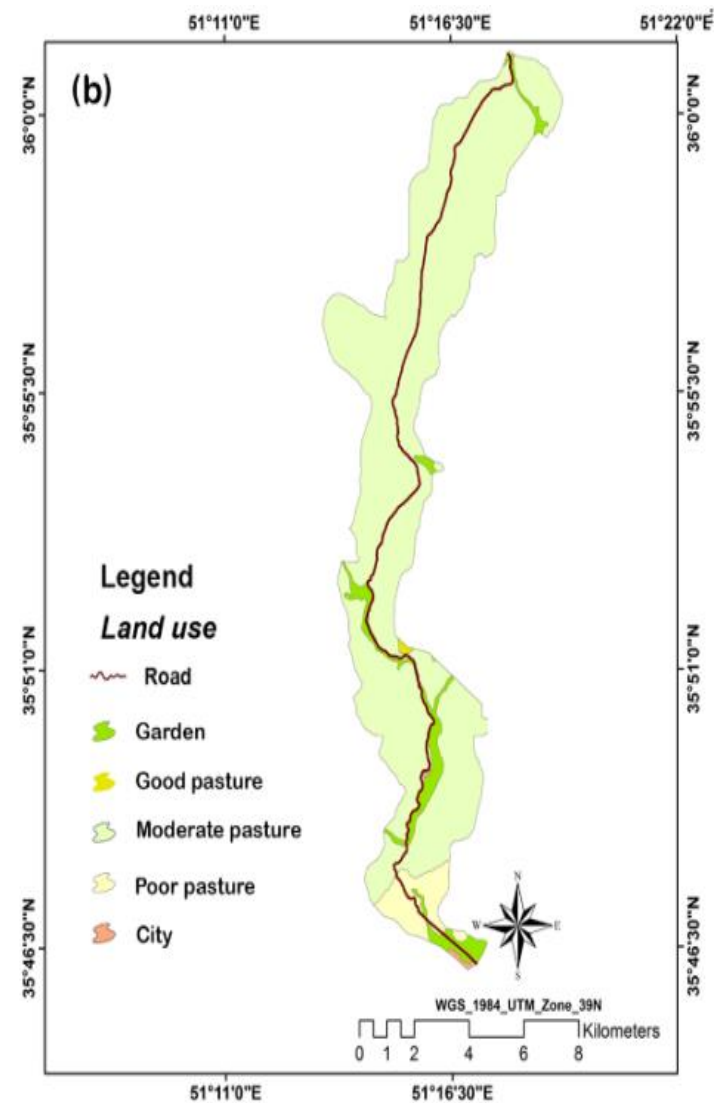 51°11'0"E 51°16'30"E 51°22'0"E
(b)
36°0'0"N 36°0'0"N
35°55'30"N 35°55'30"N
35°51'0"N 35°51'0"N
35°46'30"N 35°46'30"N
Legend
Land use
Road
Garden
Good pasture
Moderate pasture
Poor pasture
City
N
W E
S
WGS_1984_UTM_Zone_39N
Kilometers
0 1 2 4 6 8
51°11'0"E 51°16'30"E